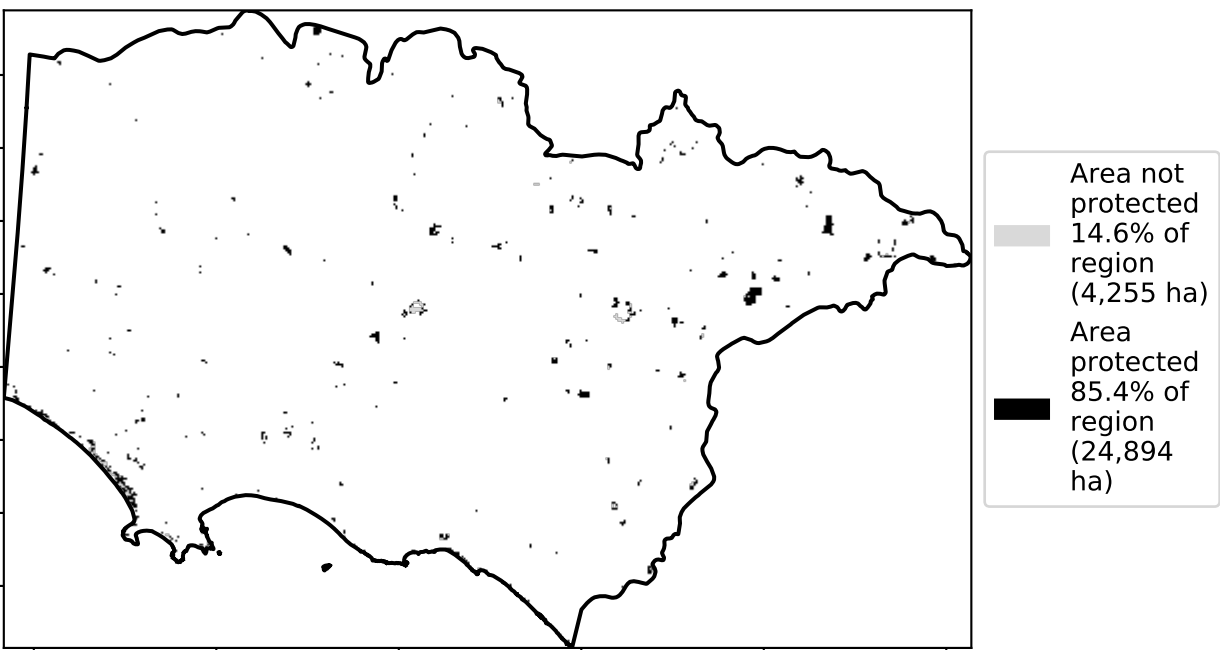 Area not
protected
14.6% of
region
(4,255 ha)
Area
protected
85.4% of
region
(24,894
ha)